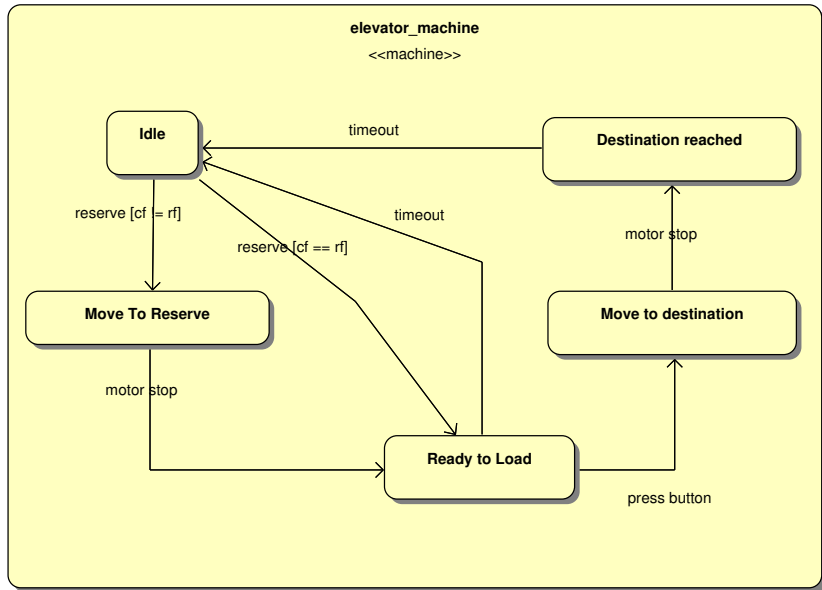 elevator_machine
<<machine>>
Idle
timeout
Destination reached
reserve [cf != rf]
timeout
reserve [cf == rf]
motor stop
Move To Reserve
Move to destination
motor stop
Ready to Load
press button